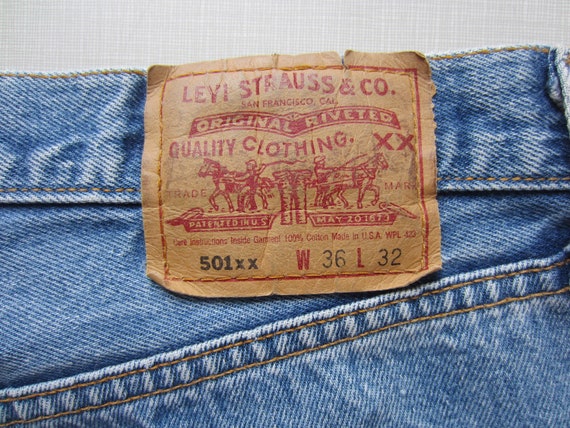 LEVI STRAUSS & CO.
SAN FRANCISCO, CAL.
ORIGINAL RIVETED
QUALITY CLOTHING. XX
TRADE MARK
PATENTED IN U.S. MAY 20 1873
Care Instructions Inside Garment 100% Cotton Made in U.S.A. WPL 423
501xx W 36 L 32